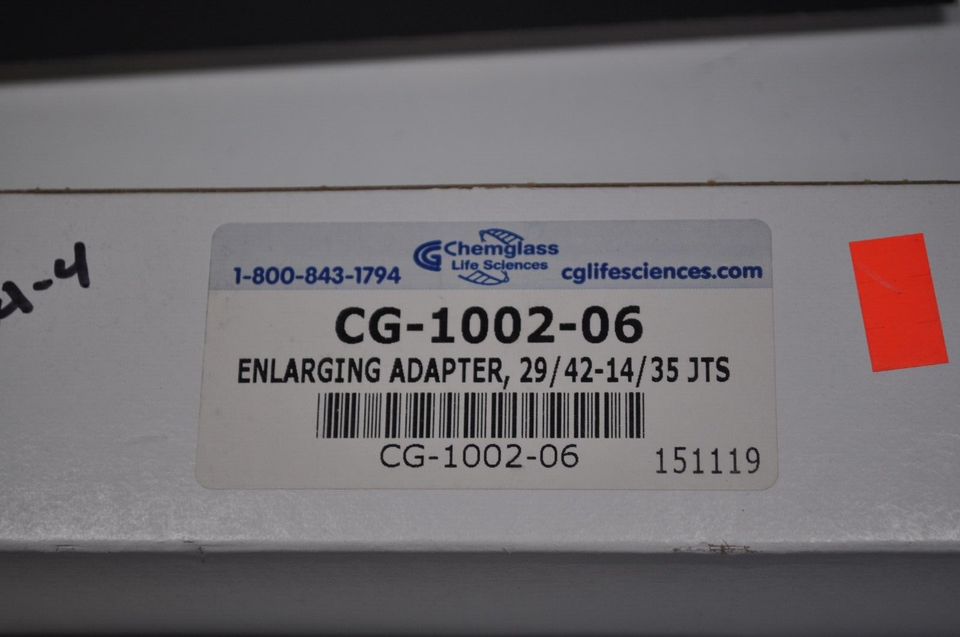 1-800-843-1794
CG Chemglass
Life Sciences
cglifesciences.com
CG-1002-06
ENLARGING ADAPTER, 29/42-14/35 JTS
CG-1002-06
151119